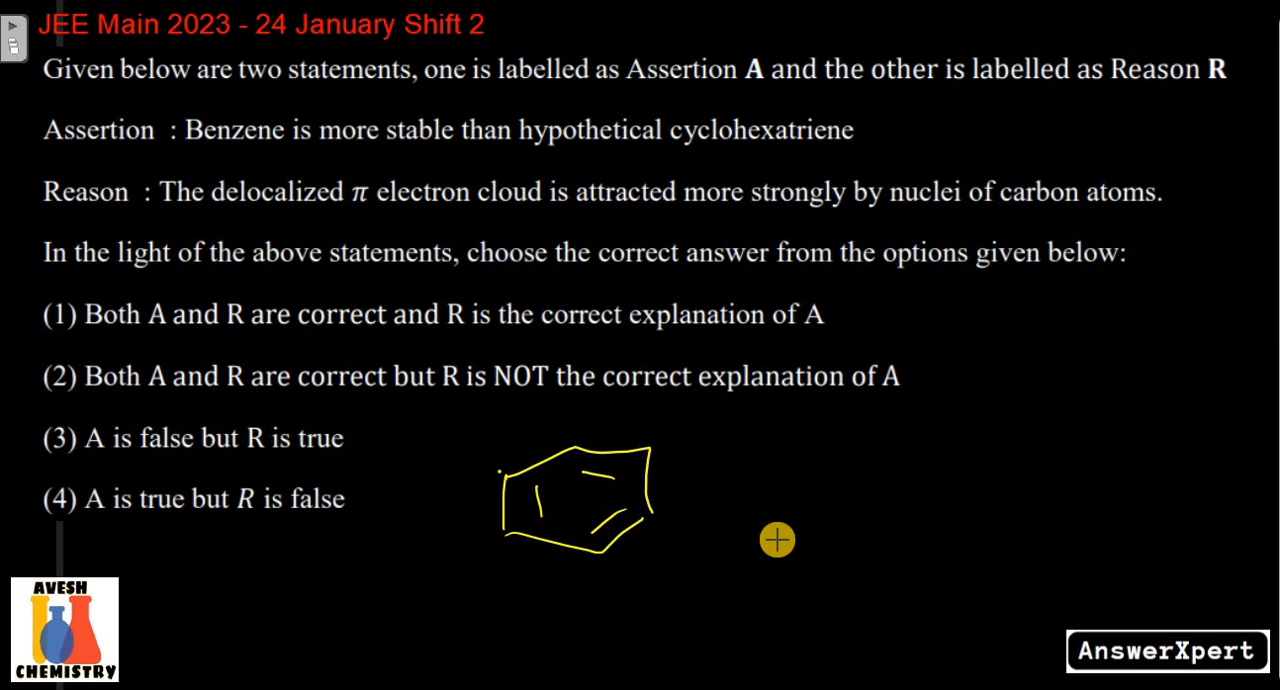 JEE Main 2023 - 24 January Shift 2
Given below are two statements, one is labelled as Assertion A and the other is labelled as Reason R
Assertion : Benzene is more stable than hypothetical cyclohexatriene
Reason : The delocalized π electron cloud is attracted more strongly by nuclei of carbon atoms.
In the light of the above statements, choose the correct answer from the options given below:
(1) Both A and R are correct and R is the correct explanation of A
(2) Both A and R are correct but R is NOT the correct explanation of A
(3) A is false but R is true
(4) A is true but R is false
AVESH
CHEMISTRY
AnswerXpert